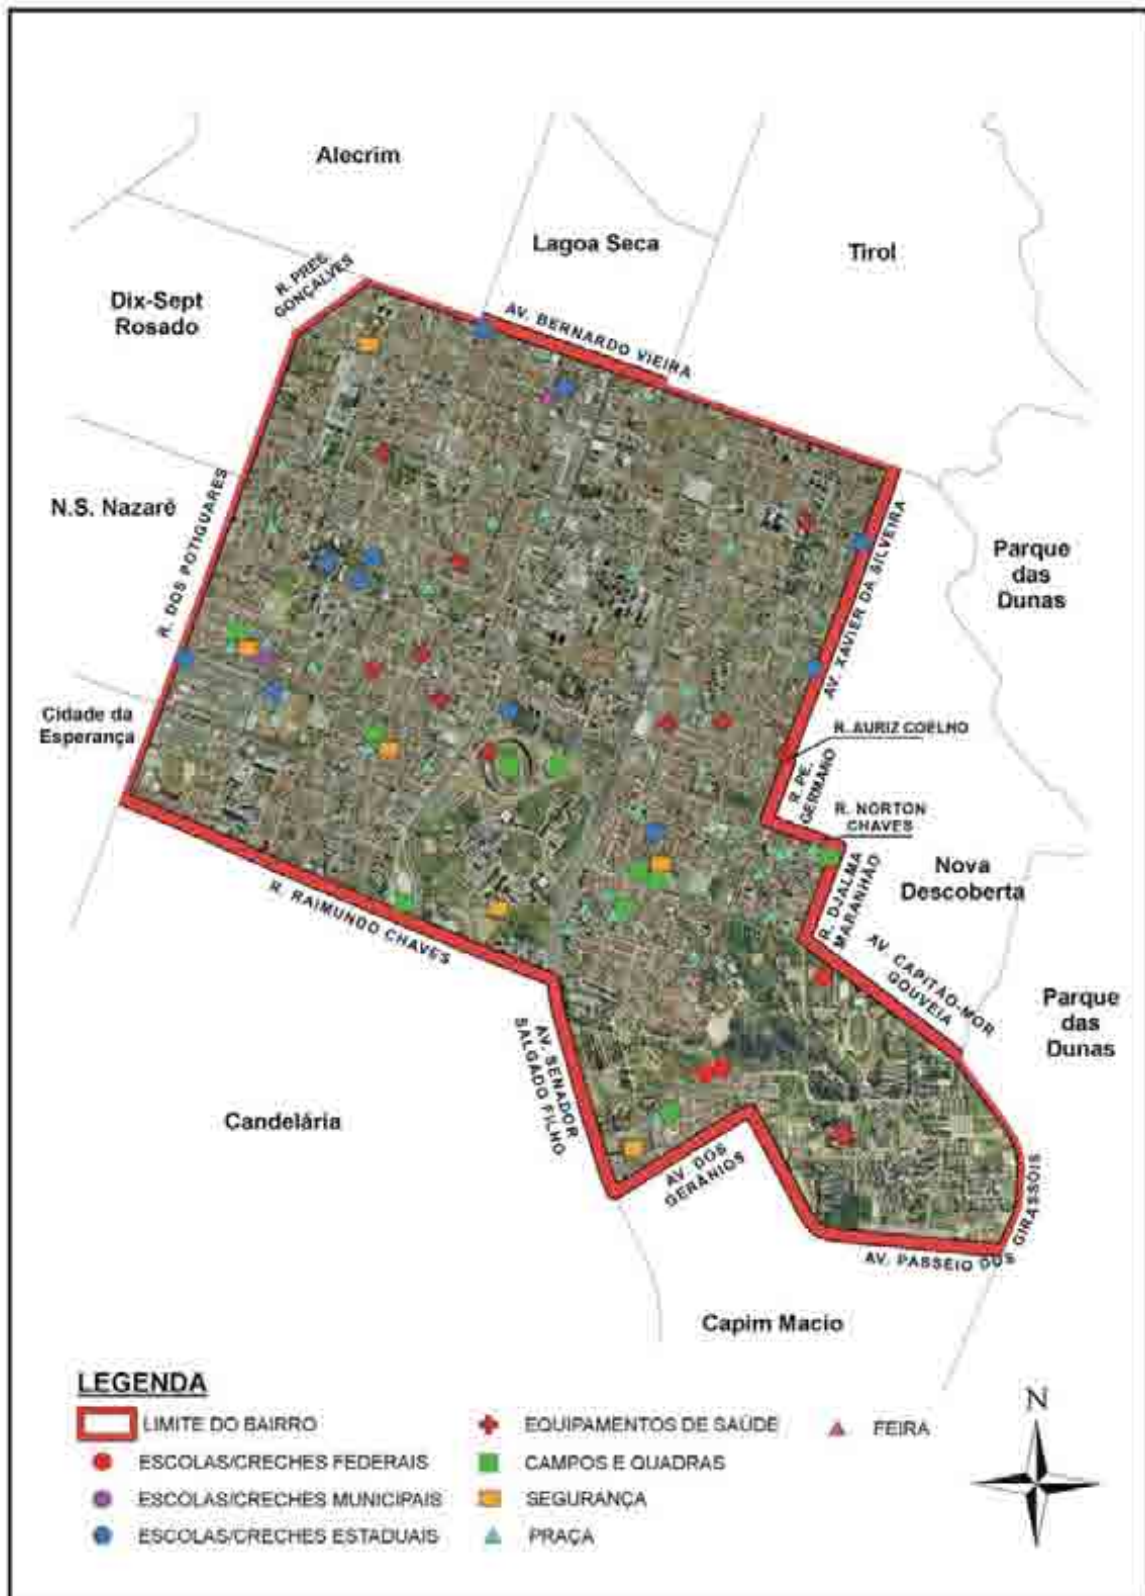 Alecrim
Lagoa Seca
Tirol
R. PRES.
GONÇALVES
Dix-Sept
Rosado
AV. BERNARDO VIEIRA
N.S. Nazaré
R. DOS POTIGUARES
AV. XAVIER DA SILVEIRA
Parque
das
Dunas
Cidade da
Esperança
R. AURIZ COELHO
R. PE.
GERMANO
R. NORTON
CHAVES
Nova
Descoberta
R. DJALMA
MARANHÃO
R. RAIMUNDO CHAVES
AV. CAPITÃO-MOR
GOUVEIA
Parque
das
Dunas
AV. SENADOR
SALGADO FILHO
Candelária
AV. DOS
GERÂNIOS
AV. PASSEIO DOS GIRASSÓIS
Capim Macio
LEGENDA
LIMITE DO BAIRRO
ESCOLAS/CRECHES FEDERAIS
ESCOLAS/CRECHES MUNICIPAIS
ESCOLAS/CRECHES ESTADUAIS
EQUIPAMENTOS DE SAÚDE
CAMPOS E QUADRAS
SEGURANÇA
PRAÇA
FEIRA
N